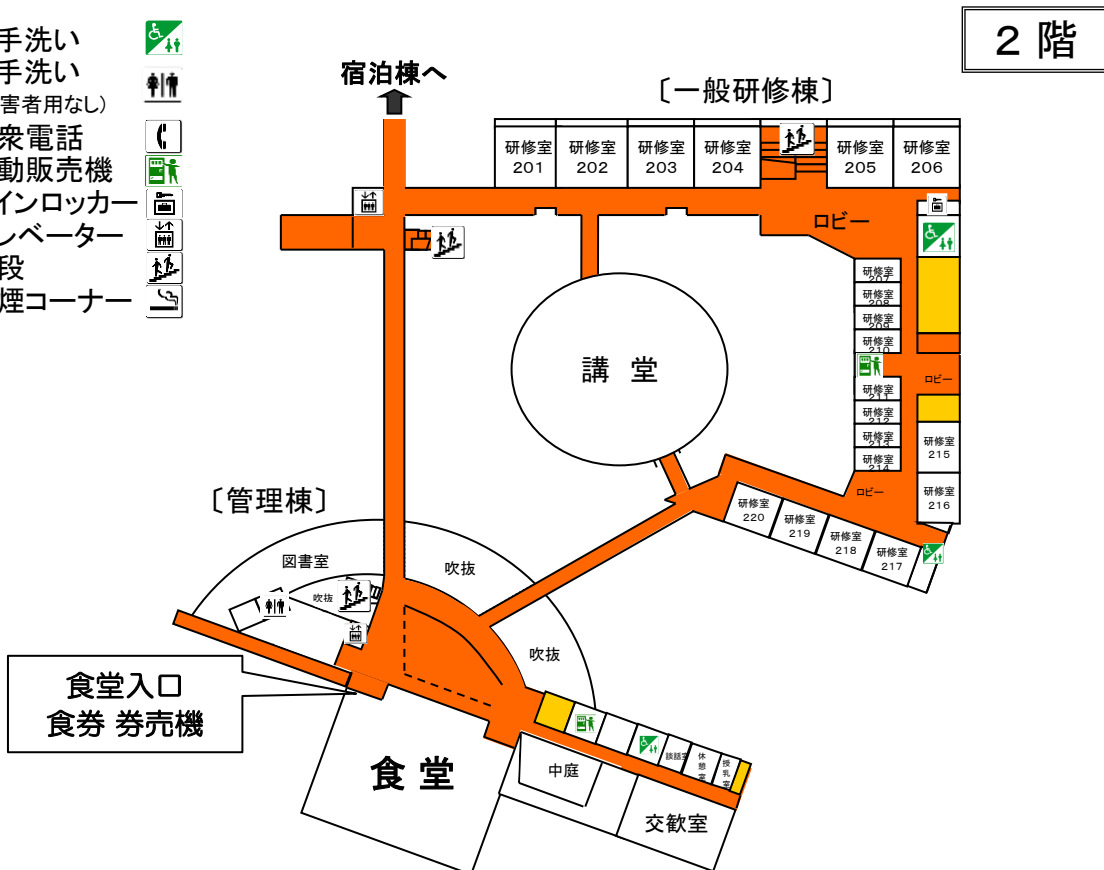 手洗い
手洗い
害者用なし)
衆電話
動販売機
インロッカー
レベーター
段
煙コーナー
2 階
宿泊棟へ
〔一般研修棟〕
研修室
201
研修室
202
研修室
203
研修室
204
研修室
205
研修室
206
ロビー
研修室
207
研修室
208
研修室
209
研修室
210
研修室
211
研修室
212
研修室
213
研修室
214
ロビー
研修室
215
研修室
216
ロビー
研修室
217
研修室
218
研修室
219
研修室
220
講 堂
〔管理棟〕
図書室
吹抜
吹抜
吹抜
食堂入口
食券 券売機
食 堂
中庭
談話室
休憩室
授乳室
交歓室